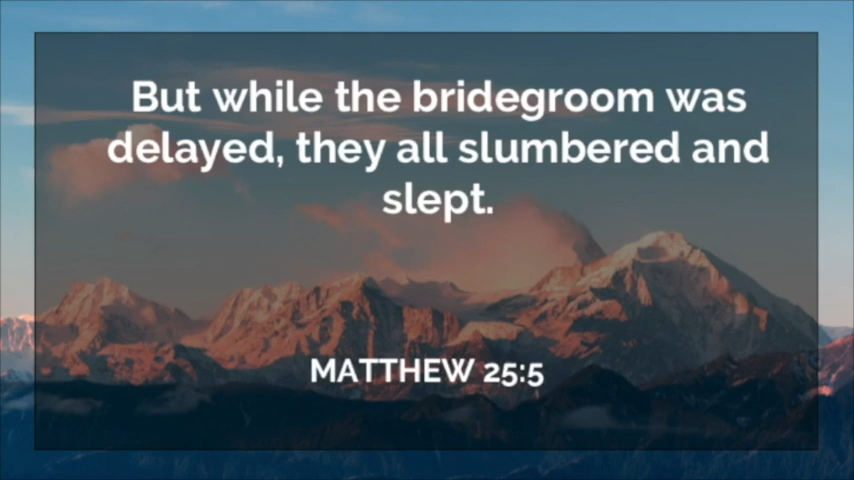 But while the bridegroom was
delayed, they all slumbered and
slept.
MATTHEW 25:5